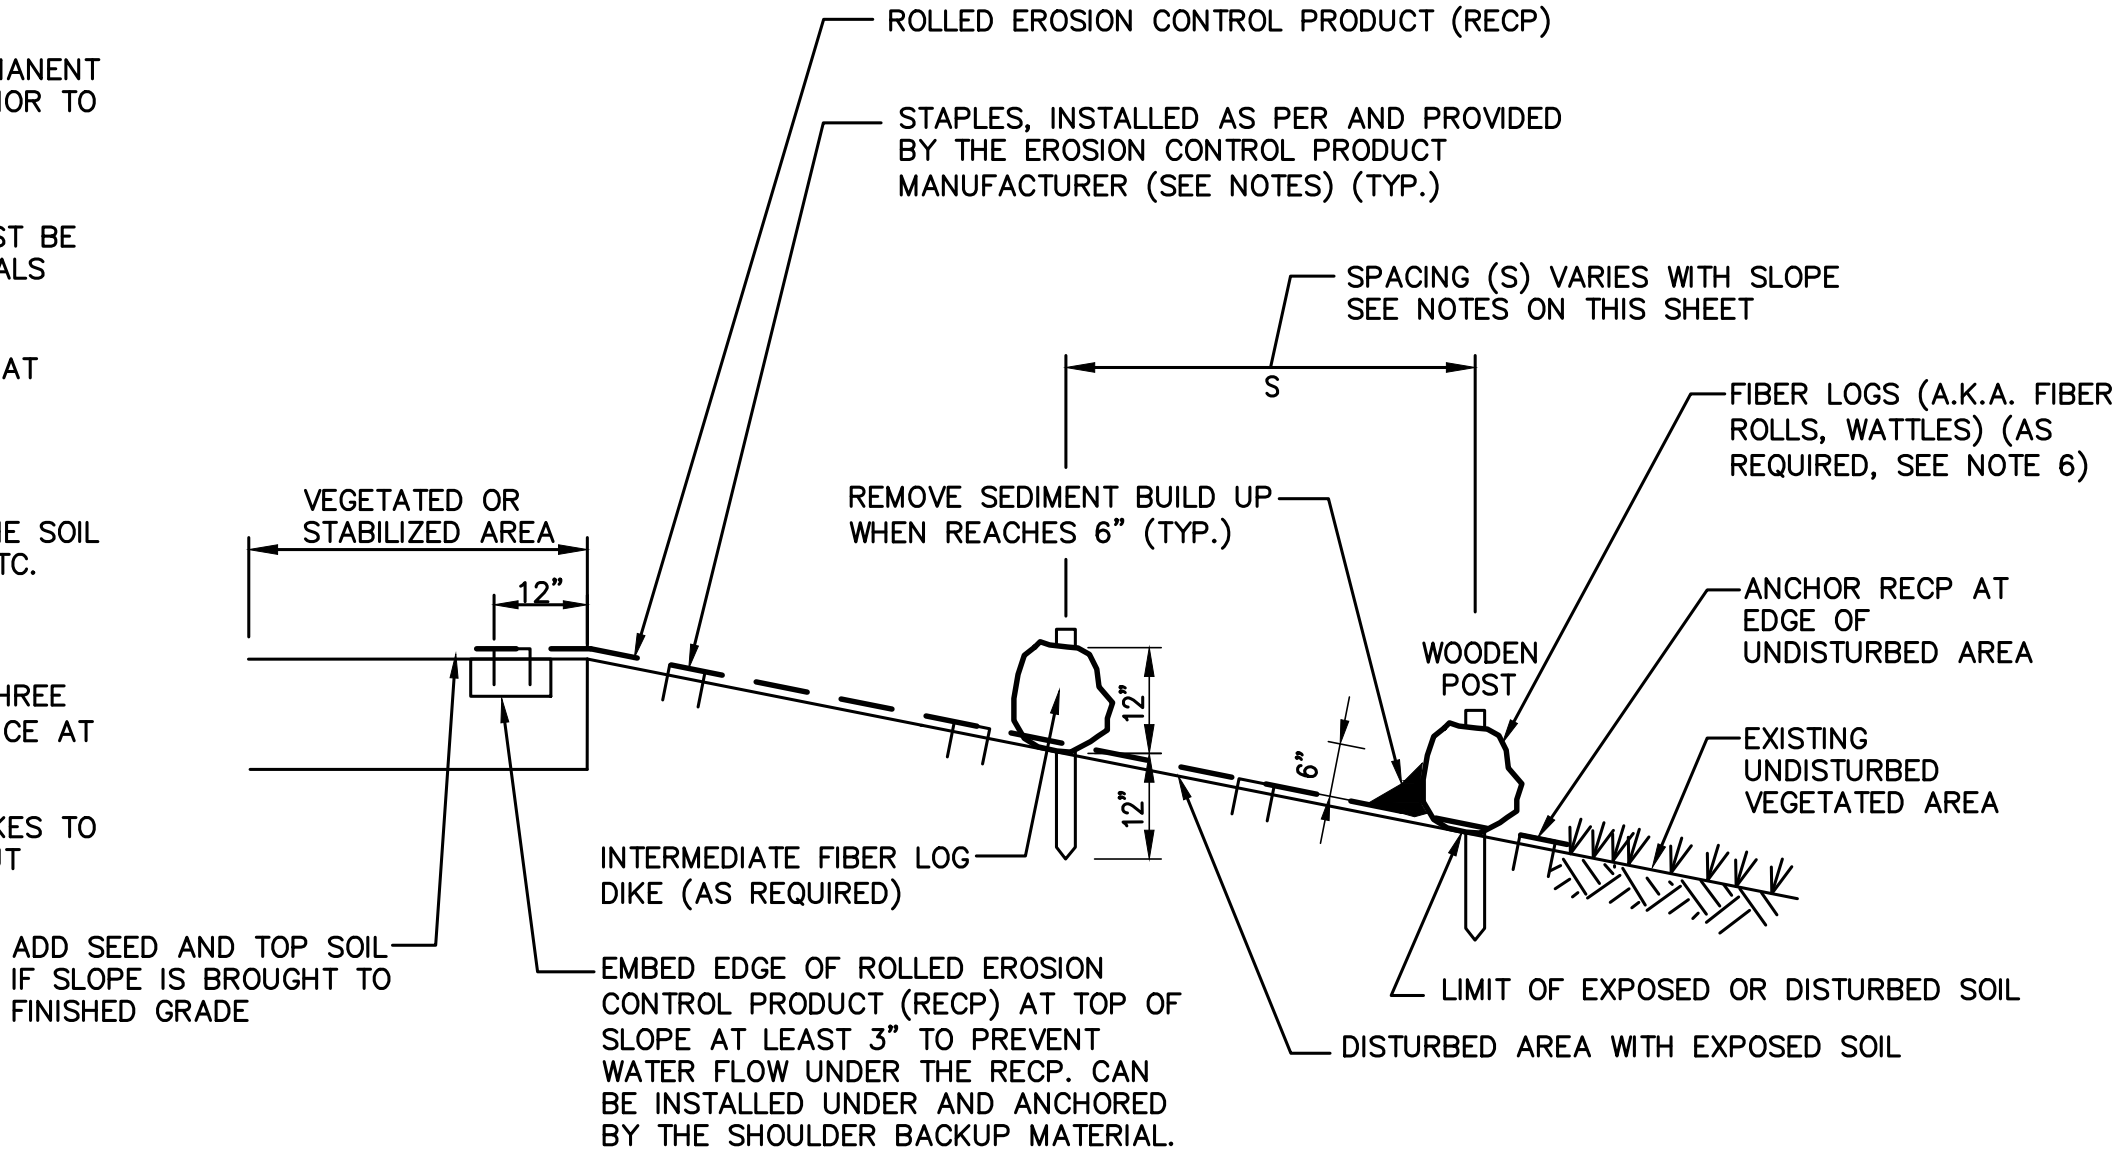 ROLLED EROSION CONTROL PRODUCT (RECP)
STAPLES, INSTALLED AS PER AND PROVIDED
BY THE EROSION CONTROL PRODUCT
MANUFACTURER (SEE NOTES) (TYP.)
SPACING (S) VARIES WITH SLOPE
SEE NOTES ON THIS SHEET
S
FIBER LOGS (A.K.A. FIBER
ROLLS, WATTLES) (AS
REQUIRED, SEE NOTE 6)
REMOVE SEDIMENT BUILD UP
WHEN REACHES 6" (TYP.)
VEGETATED OR
STABILIZED AREA
12"
ANCHOR RECP AT
EDGE OF
UNDISTURBED AREA
WOODEN
POST
12"
12"
6"
EXISTING
UNDISTURBED
VEGETATED AREA
INTERMEDIATE FIBER LOG
DIKE (AS REQUIRED)
ADD SEED AND TOP SOIL
IF SLOPE IS BROUGHT TO
FINISHED GRADE
EMBED EDGE OF ROLLED EROSION
CONTROL PRODUCT (RECP) AT TOP OF
SLOPE AT LEAST 3" TO PREVENT
WATER FLOW UNDER THE RECP. CAN
BE INSTALLED UNDER AND ANCHORED
BY THE SHOULDER BACKUP MATERIAL.
LIMIT OF EXPOSED OR DISTURBED SOIL
DISTURBED AREA WITH EXPOSED SOIL
TO
BE
AT
SOIL
AT
TO